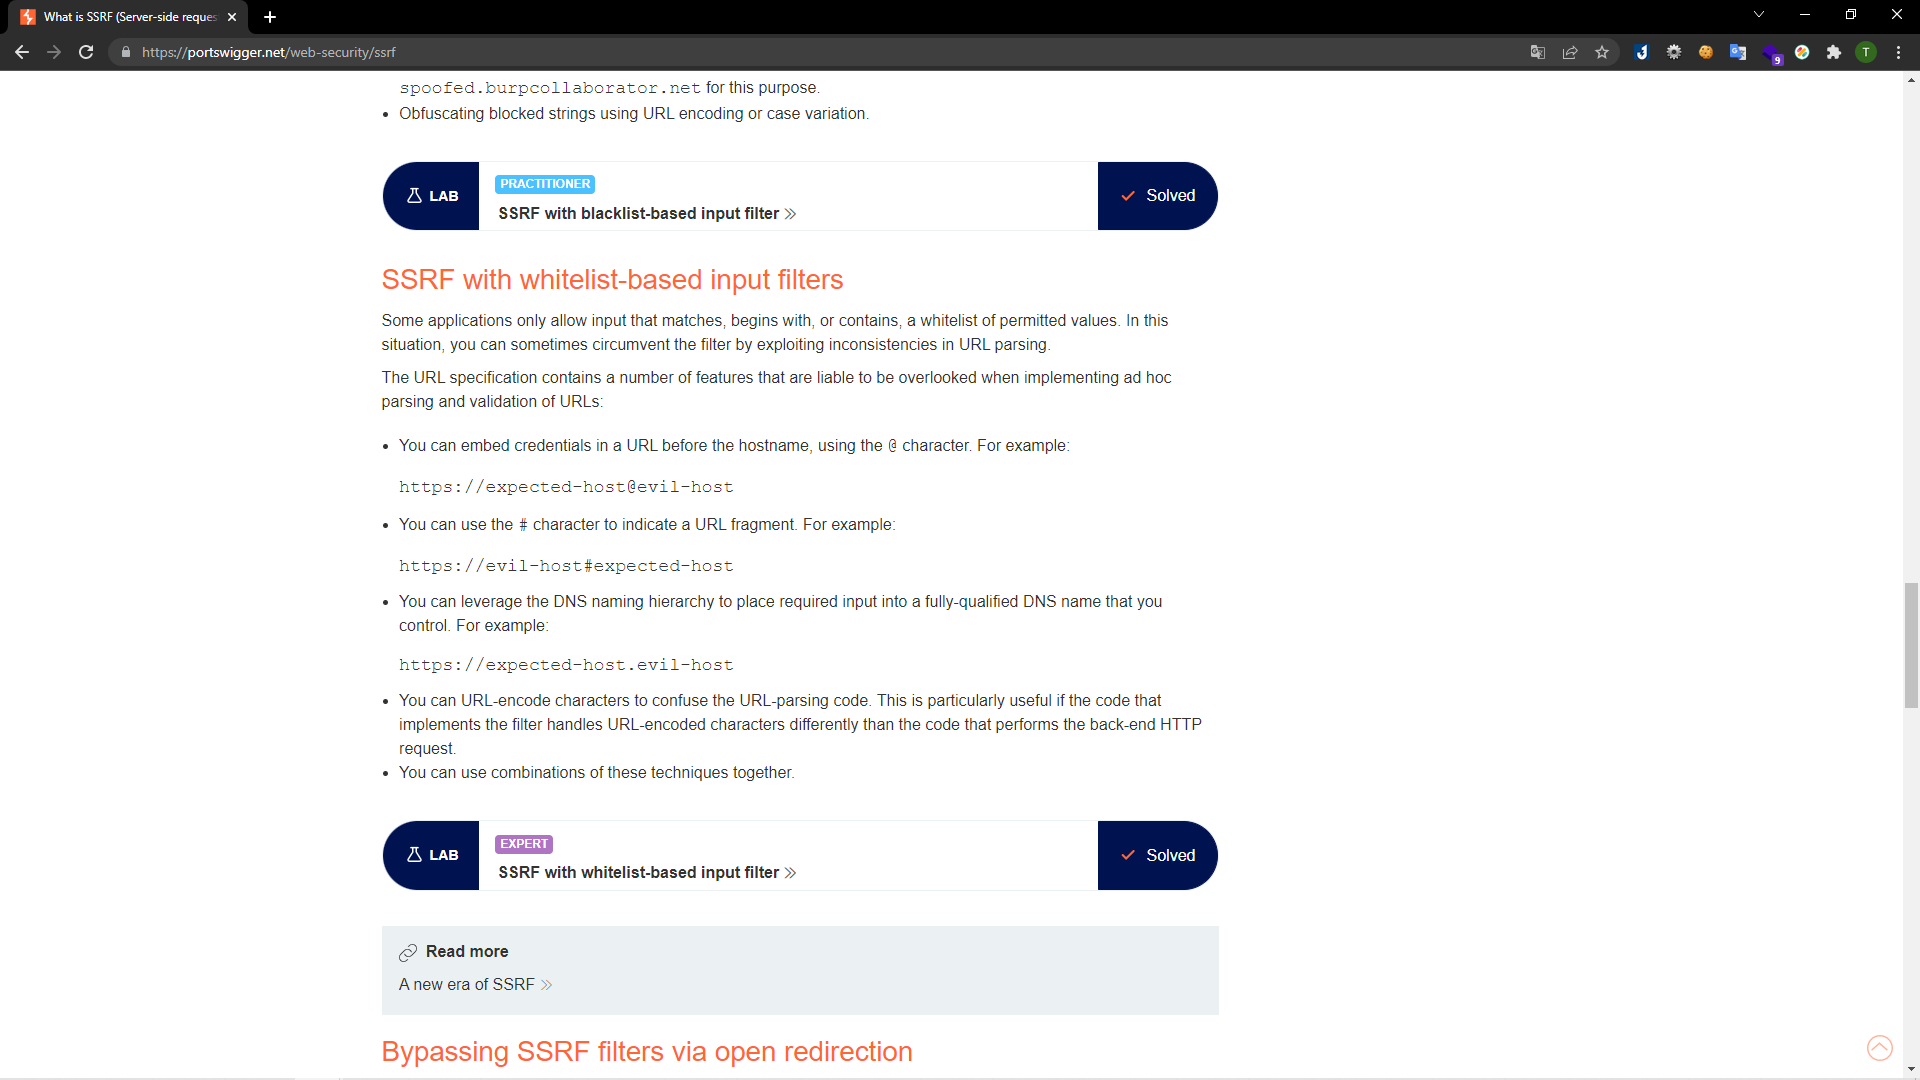 What is SSRF (Server-side reques
https://portswigger.net/web-security/ssrf
9
T
spoofed.burpcollaborator.net for this purpose.
• Obfuscating blocked strings using URL encoding or case variation.
LAB
PRACTITIONER
SSRF with blacklist-based input filter
Solved
SSRF with whitelist-based input filters
Some applications only allow input that matches, begins with, or contains, a whitelist of permitted values. In this
situation, you can sometimes circumvent the filter by exploiting inconsistencies in URL parsing.
The URL specification contains a number of features that are liable to be overlooked when implementing ad hoc
parsing and validation of URLs:
• You can embed credentials in a URL before the hostname, using the @ character. For example:
https://expected-host@evil-host
• You can use the # character to indicate a URL fragment. For example:
https://evil-host#expected-host
• You can leverage the DNS naming hierarchy to place required input into a fully-qualified DNS name that you
control. For example:
https://expected-host.evil-host
• You can URL-encode characters to confuse the URL-parsing code. This is particularly useful if the code that
implements the filter handles URL-encoded characters differently than the code that performs the back-end HTTP
request.
• You can use combinations of these techniques together.
LAB
EXPERT
SSRF with whitelist-based input filter
Solved
Read more
A new era of SSRF
Bypassing SSRF filters via open redirection